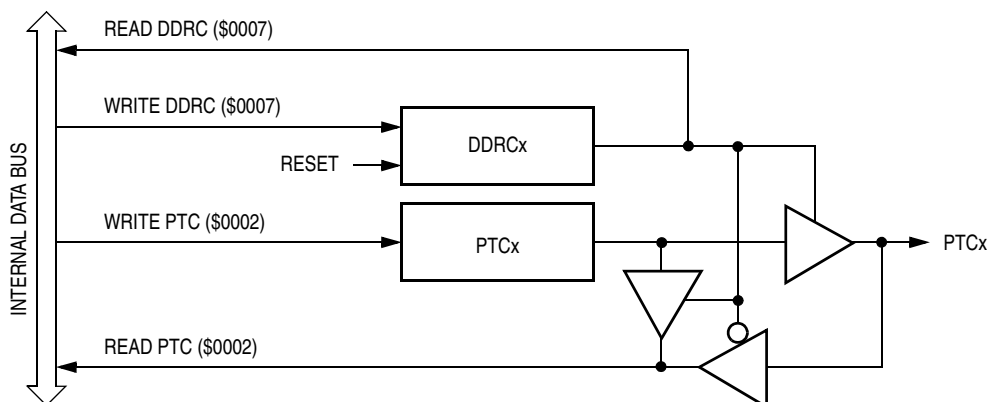 READ DDRC ($0007)
WRITE DDRC ($0007)
DDRCx
RESET
WRITE PTC ($0002)
PTCx
PTCx
READ PTC ($0002)
INTERNAL DATA BUS